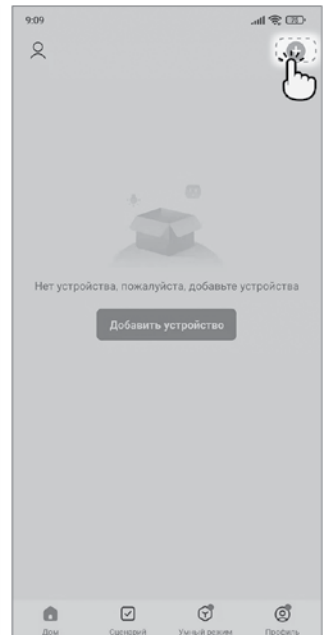 9:09
Нет устройства, пожалуйста, добавьте устройства
Добавить устройство
Дом Сценарий Умный режим Профиль